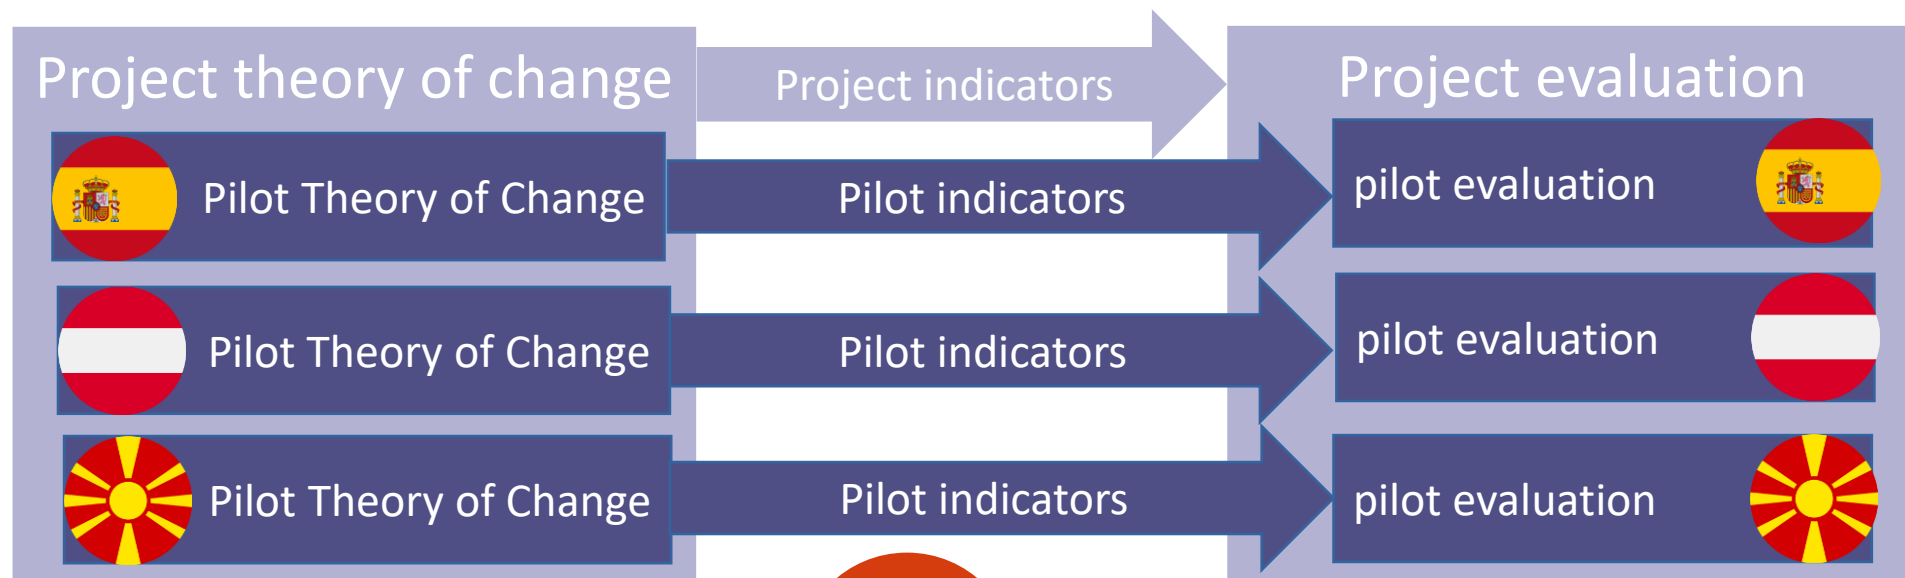 Project theory of change
Project indicators
Project evaluation
Pilot Theory of Change
Pilot indicators
pilot evaluation
Pilot Theory of Change
Pilot indicators
pilot evaluation
Pilot Theory of Change
Pilot indicators
pilot evaluation